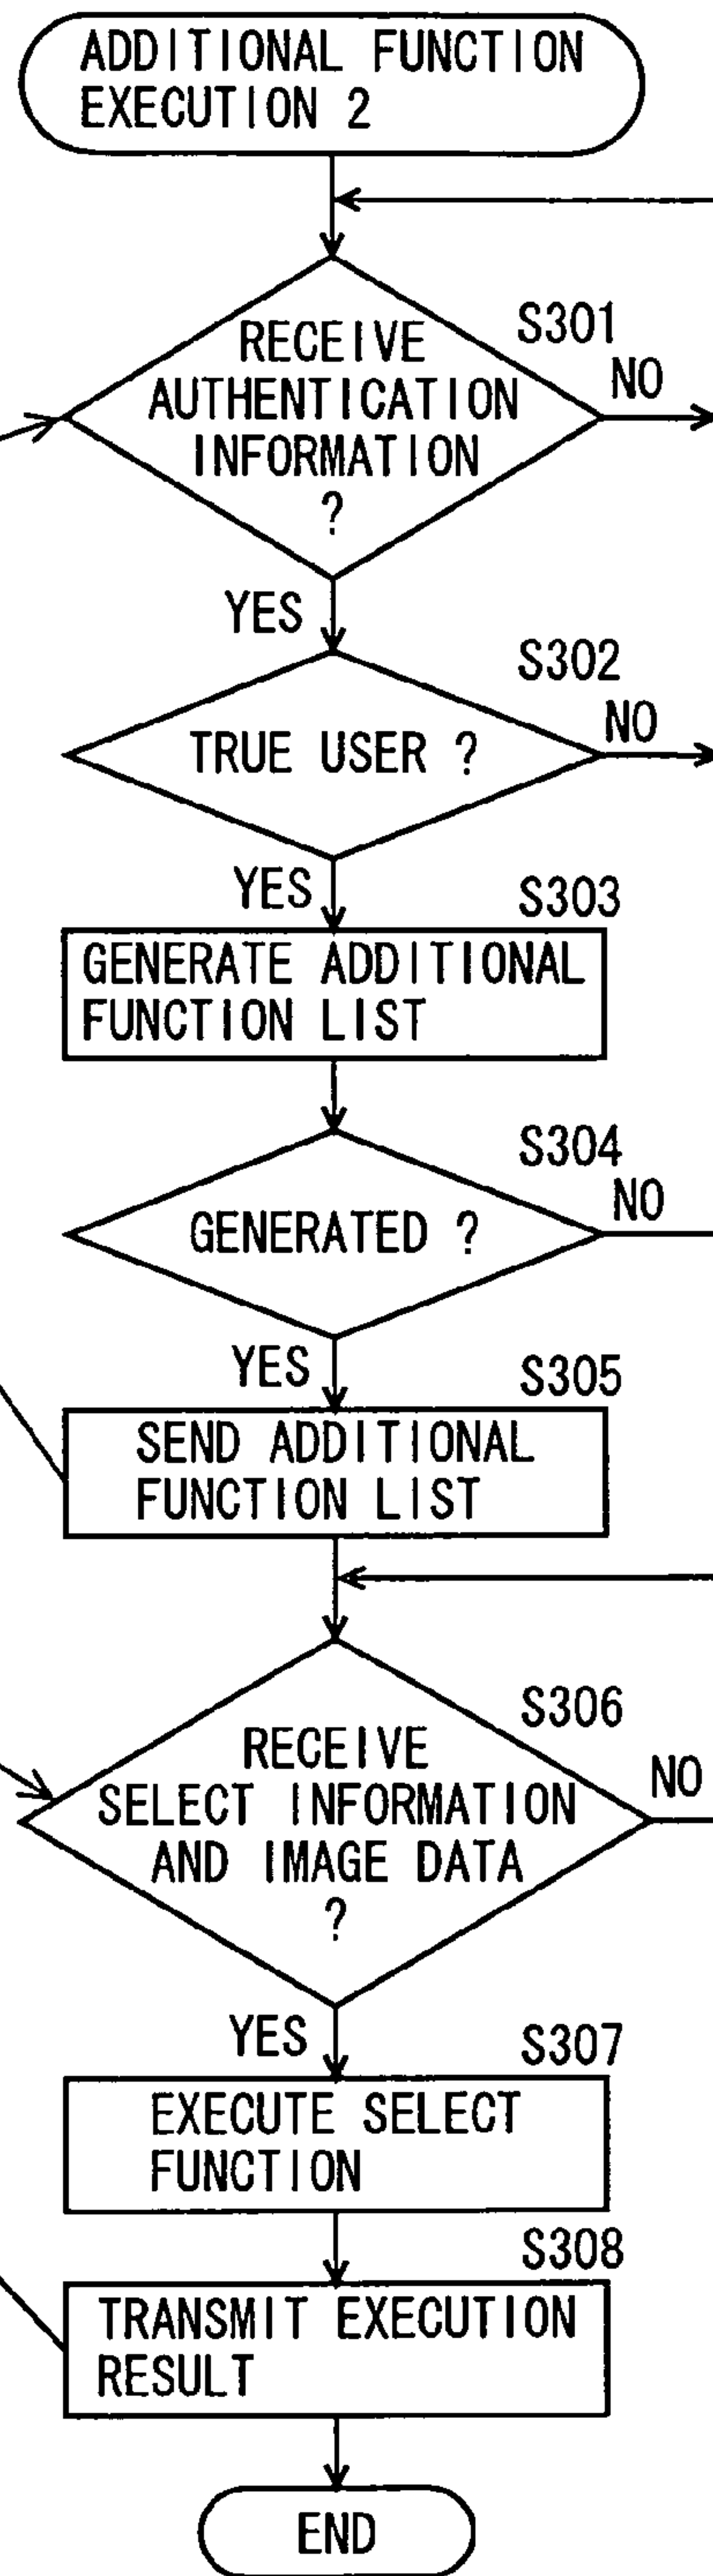 ADDITIONAL FUNCTION
EXECUTION 2
S301
RECEIVE
AUTHENTICATION
INFORMATION
?
NO
YES
S302
TRUE USER ?
NO
YES
S303
GENERATE ADDITIONAL
FUNCTION LIST
S304
GENERATED ?
NO
YES
S305
SEND ADDITIONAL
FUNCTION LIST
S306
RECEIVE
SELECT INFORMATION
AND IMAGE DATA
?
NO
YES
S307
EXECUTE SELECT
FUNCTION
S308
TRANSMIT EXECUTION
RESULT
END